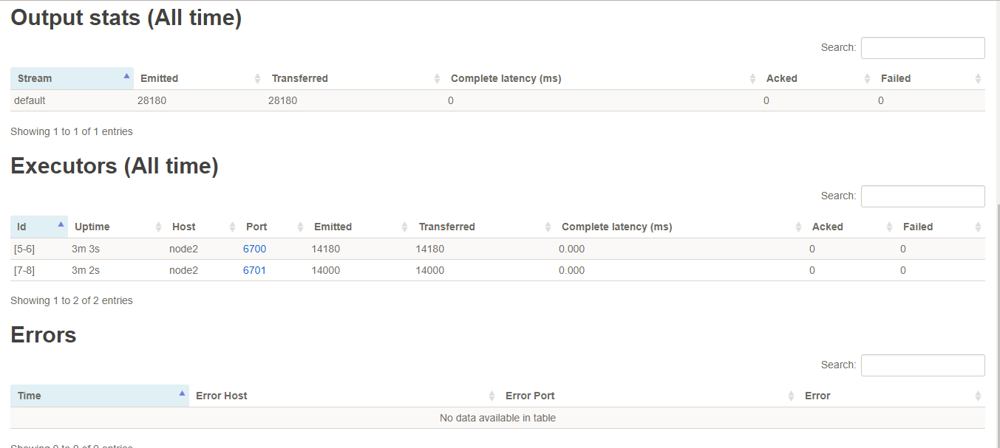 Output stats (All time)
Search:
Stream Emitted Transferred Complete latency (ms) Acked Failed
default 28180 28180 0 0 0
Showing 1 to 1 of 1 entries
Executors (All time)
Search:
Id Uptime Host Port Emitted Transferred Complete latency (ms) Acked Failed
[5-6] 3m 3s node2 6700 14180 14180 0.000 0 0
[7-8] 3m 2s node2 6701 14000 14000 0.000 0 0
Showing 1 to 2 of 2 entries
Errors
Search:
Time Error Host Error Port Error
No data available in table
Showing 0 to 0 of 0 entries